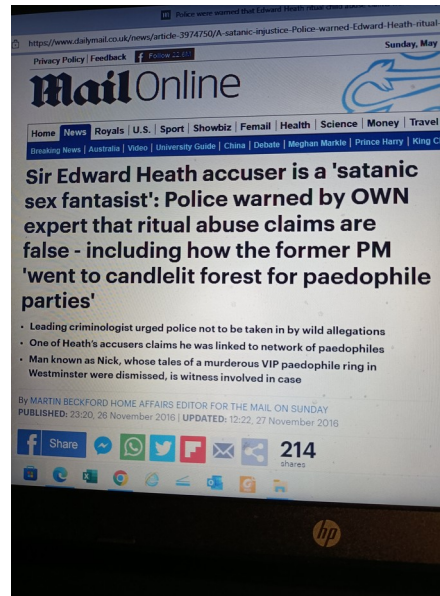 Police were warned that Edward Heath ritual child
https://www.dailymail.co.uk/news/article-3974750/A-satanic-injustice-Police-warned-Edward-Heath-ritual-
Privacy Policy | Feedback
Sunday, May
Mail Online
Home News Royals | U.S. | Sport | Showbiz | Femail | Health | Science | Money | Travel
Breaking News | Australia | Video | University Guide | China | Debate | Meghan Markle | Prince Harry | King C
Sir Edward Heath accuser is a 'satanic
sex fantasist': Police warned by OWN
expert that ritual abuse claims are
false - including how the former PM
'went to candlelit forest for paedophile
parties'
• Leading criminologist urged police not to be taken in by wild allegations
• One of Heath's accusers claims he was linked to network of paedophiles
• Man known as Nick, whose tales of a murderous VIP paedophile ring in
Westminster were dismissed, is witness involved in case
By MARTIN BECKFORD HOME AFFAIRS EDITOR FOR THE MAIL ON SUNDAY
PUBLISHED: 23:20, 26 November 2016 | UPDATED: 12:22, 27 November 2016
f Share
214
shares
hp